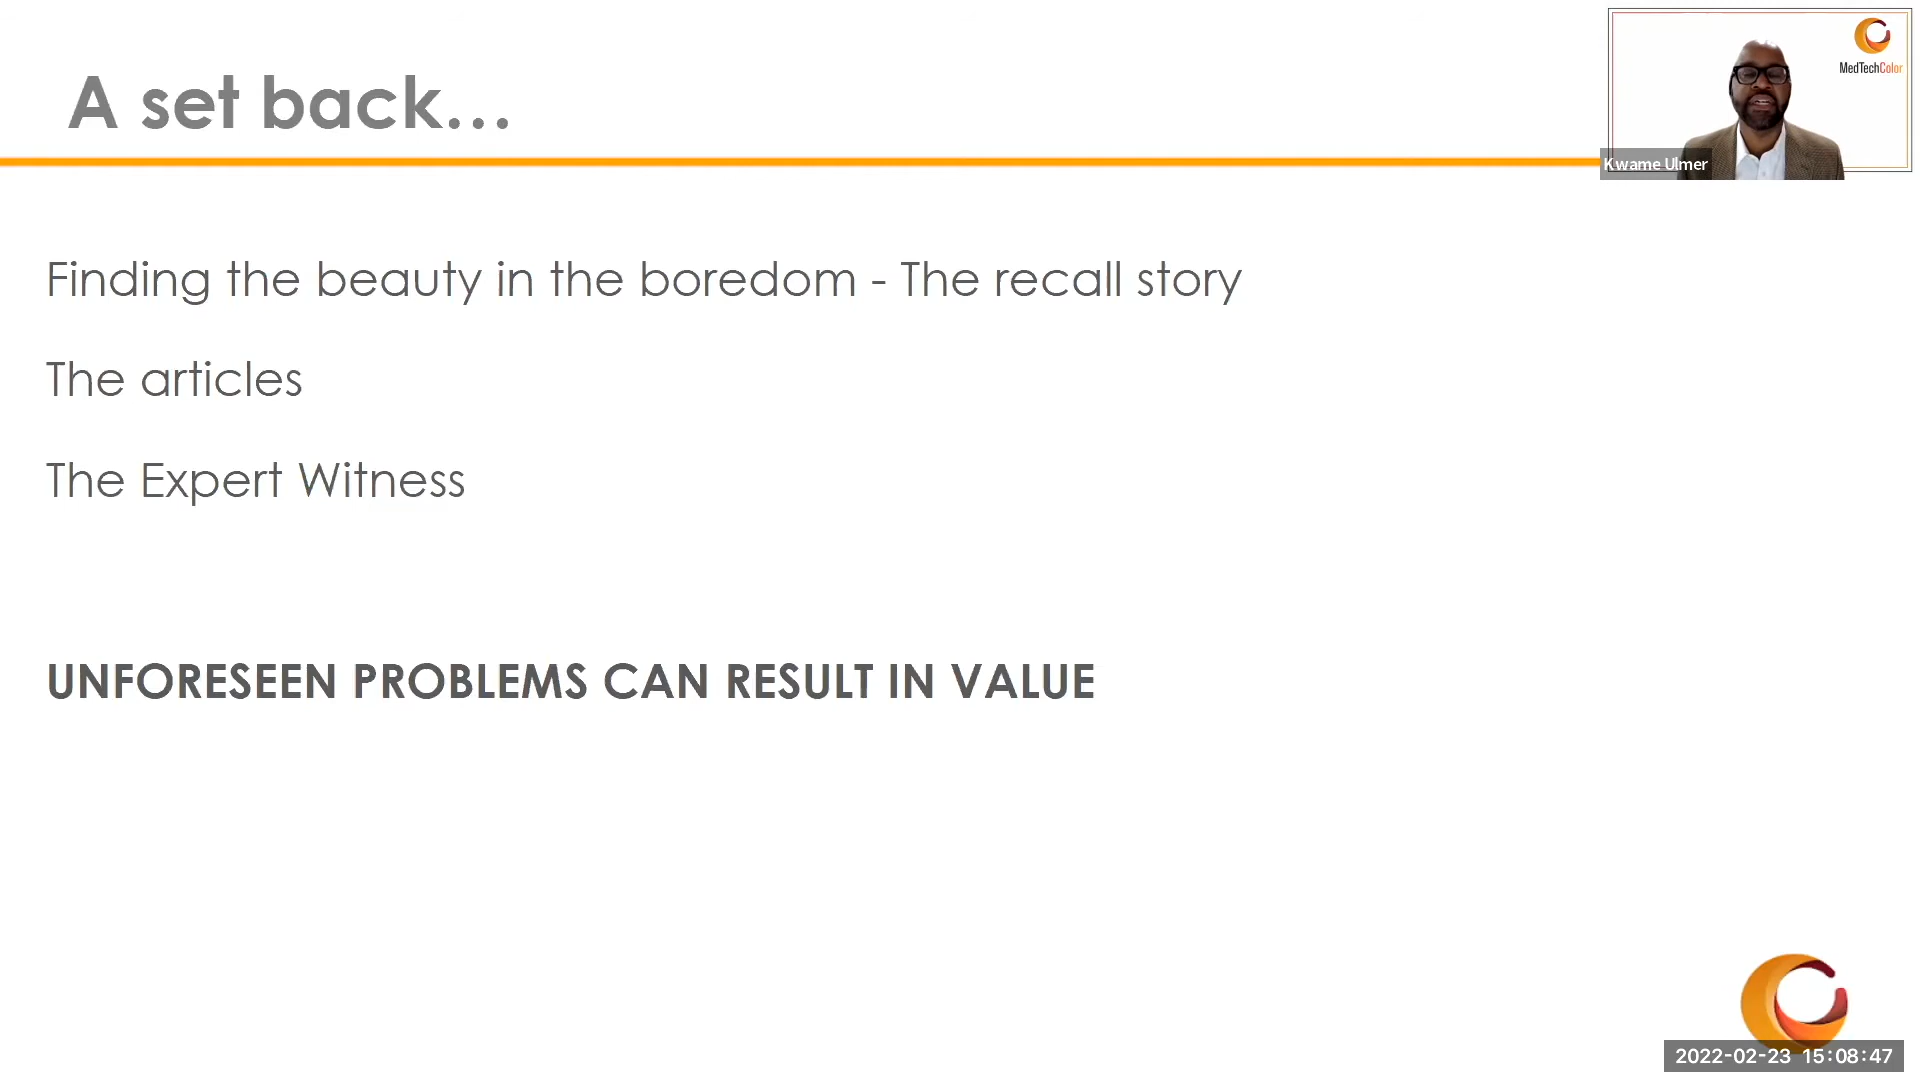 A set back...
MedTechColor
Kwame Ulmer
Finding the beauty in the boredom - The recall story
The articles
The Expert Witness
UNFORESEEN PROBLEMS CAN RESULT IN VALUE
2022-02-23 15:08:47